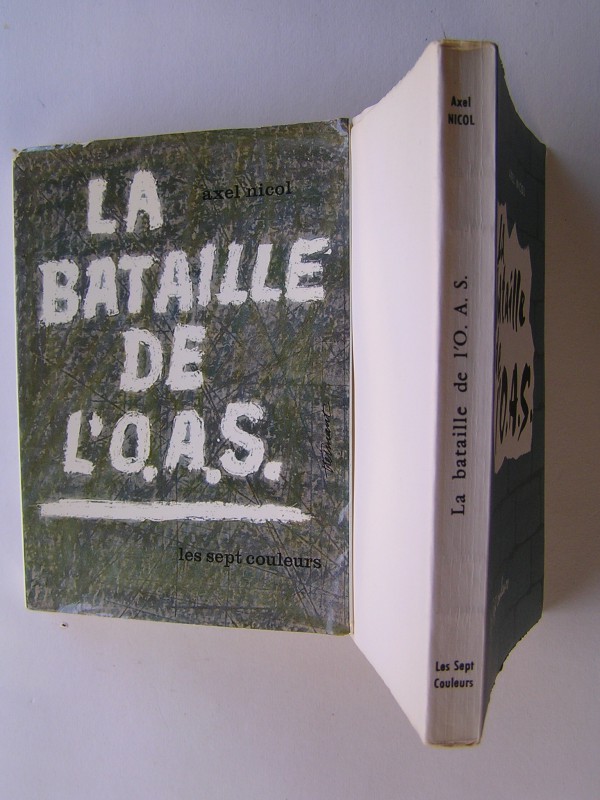 axel nicol
LA
BATAILLE
DE
L'O.A.S.
les sept couleurs
Axel
NICOL
La bataille de l'O. A. S.
Les Sept
Couleurs
O.A.S.